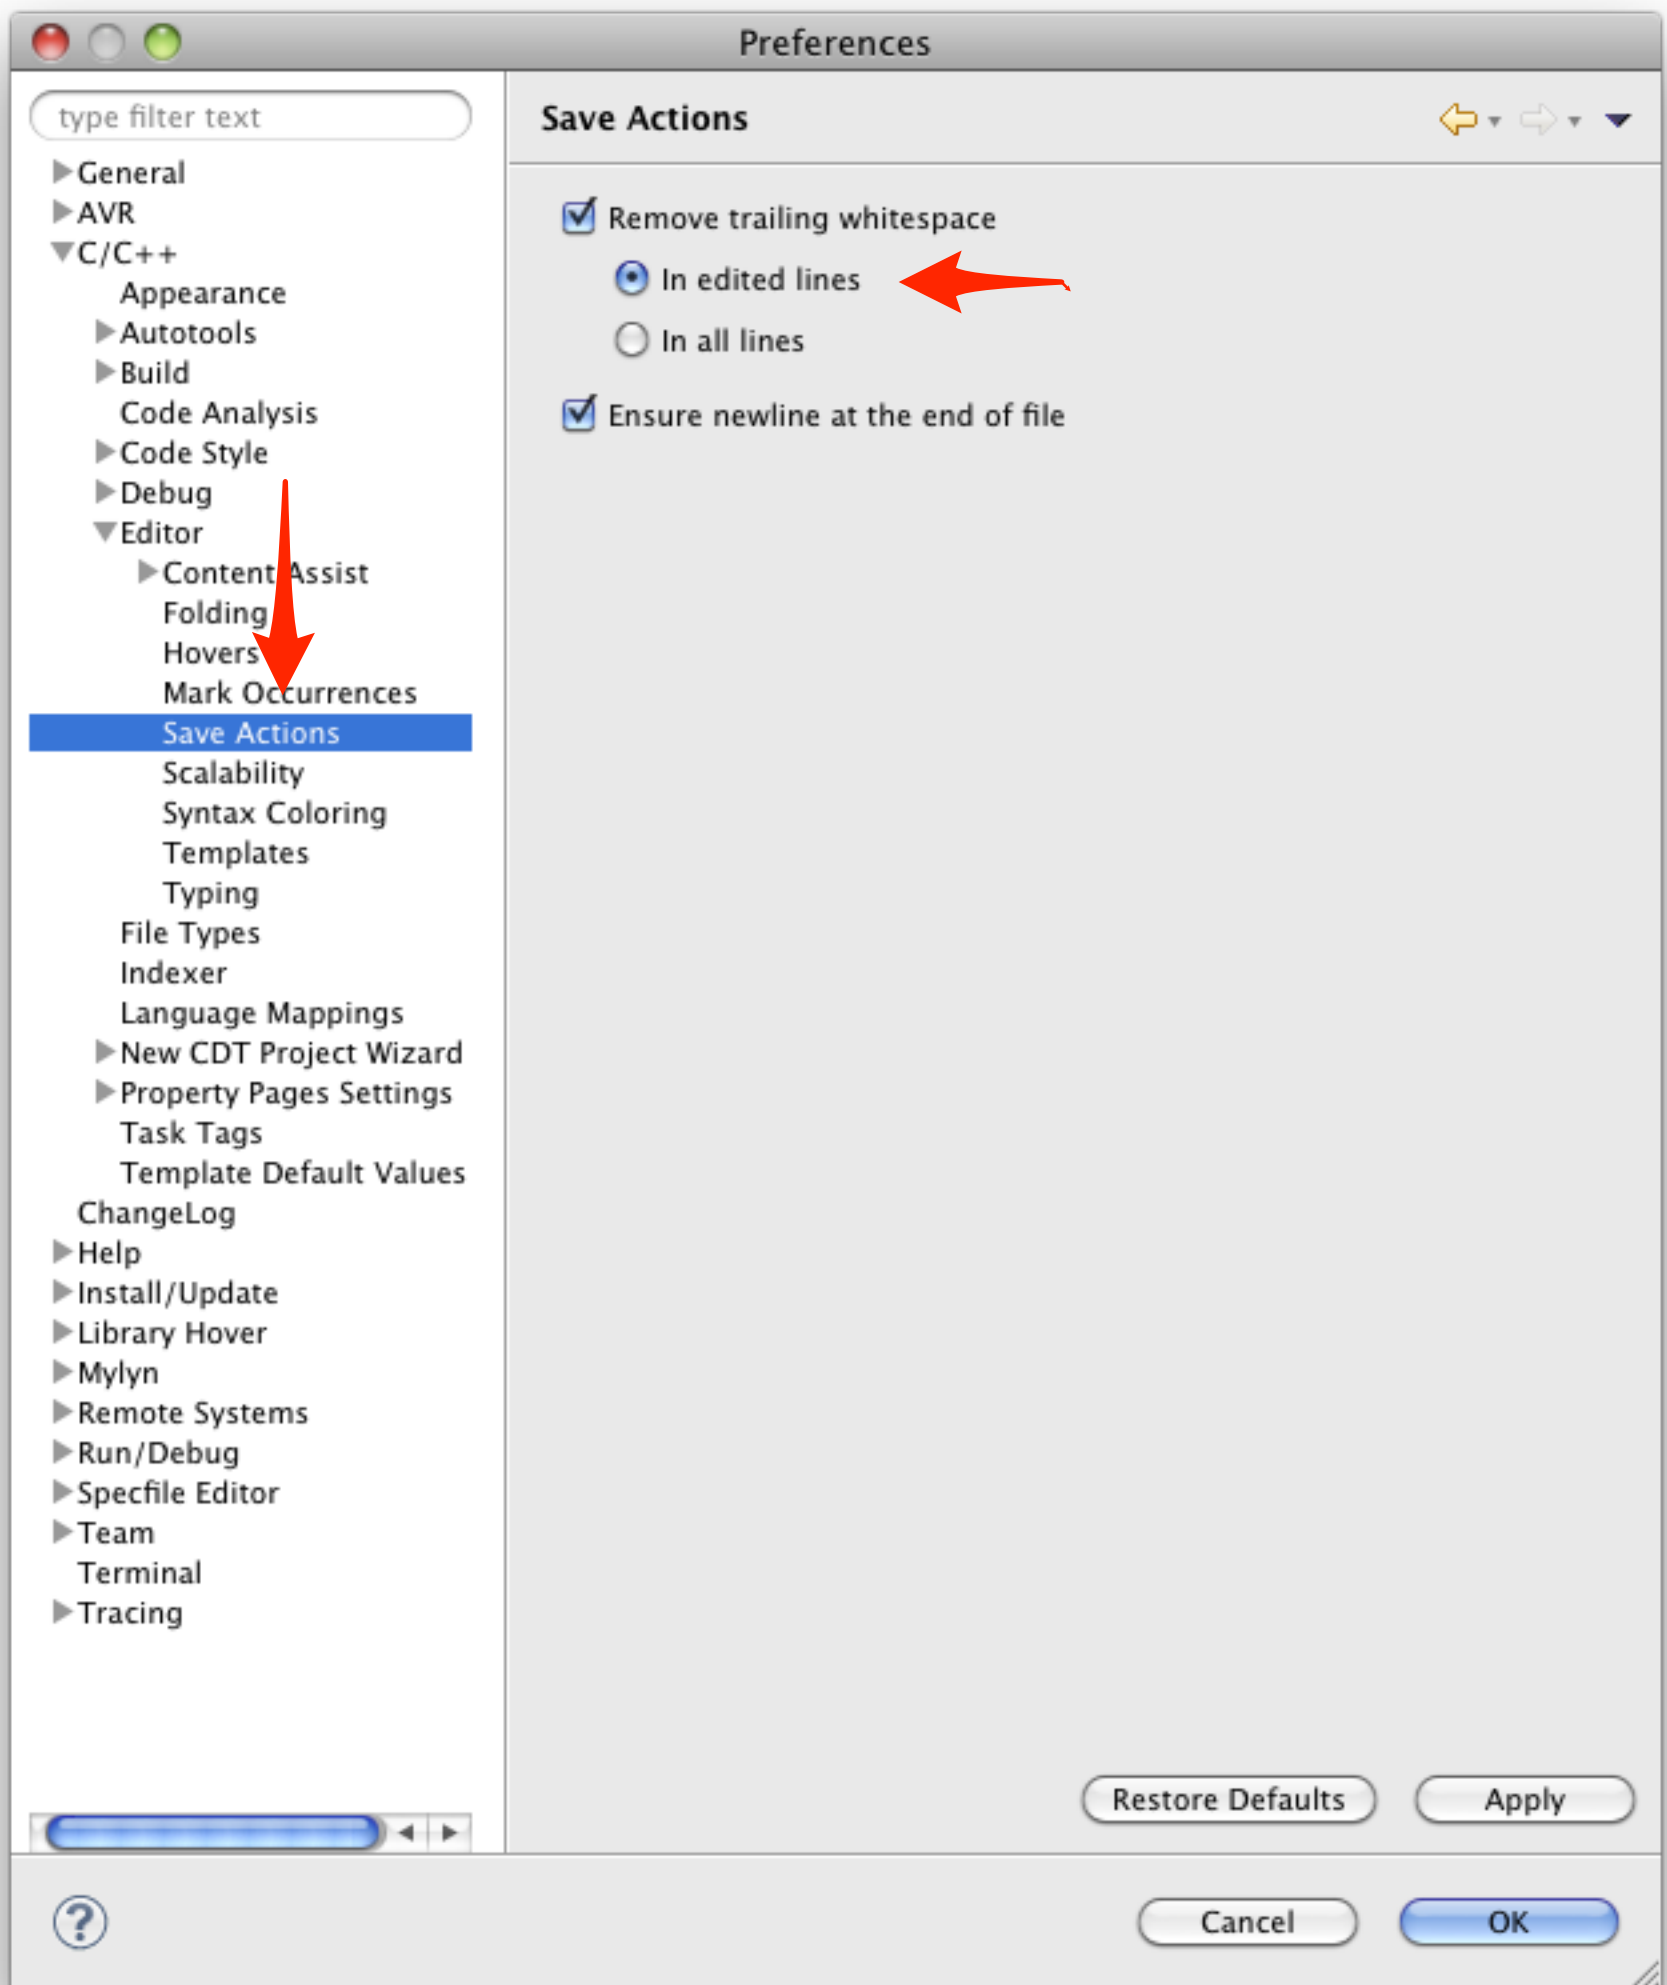 Preferences
type filter text
General
AVR
C/C++
Appearance
Autotools
Build
Code Analysis
Code Style
Debug
Editor
Content Assist
Folding
Hovers
Mark Occurrences
Save Actions
Scalability
Syntax Coloring
Templates
Typing
File Types
Indexer
Language Mappings
New CDT Project Wizard
Property Pages Settings
Task Tags
Template Default Values
ChangeLog
Help
Install/Update
Library Hover
Mylyn
Remote Systems
Run/Debug
Specfile Editor
Team
Terminal
Tracing
Save Actions
Remove trailing whitespace
In edited lines
In all lines
Ensure newline at the end of file
Restore Defaults
Apply
?
Cancel
OK